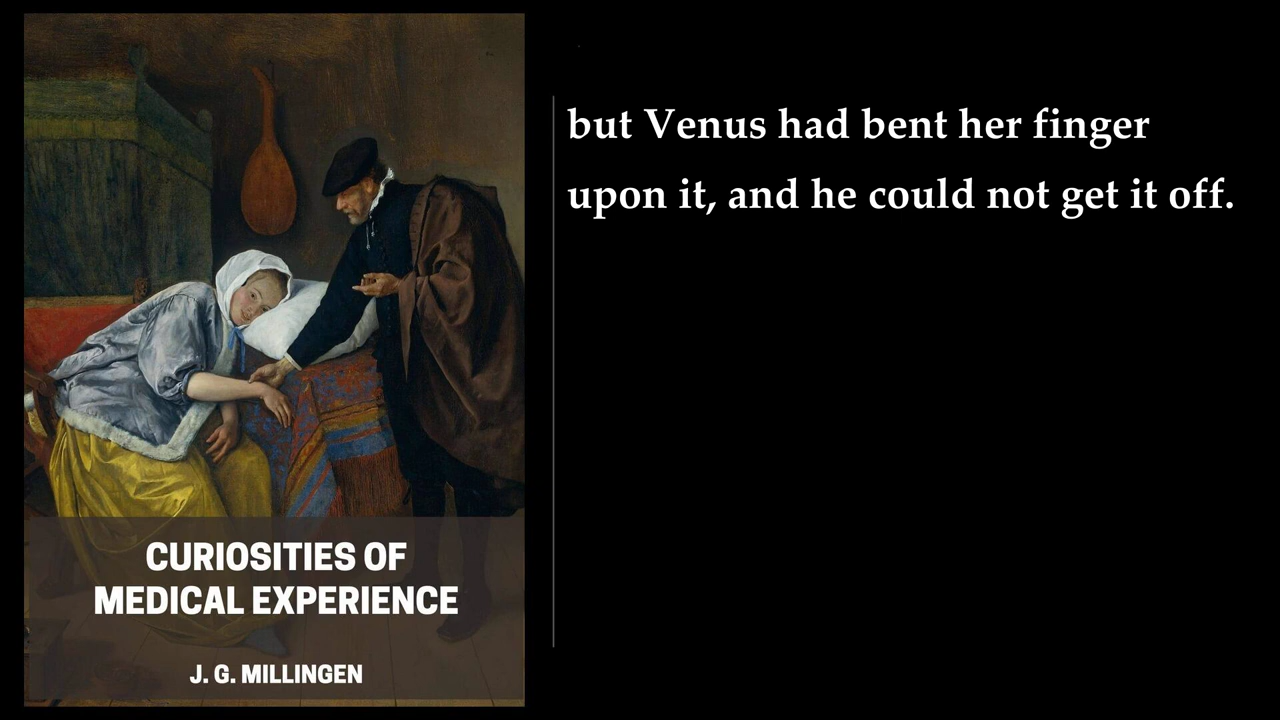 but Venus had bent her finger
upon it, and he could not get it off.
CURIOSITIES OF
MEDICAL EXPERIENCE
J. G. MILLINGEN